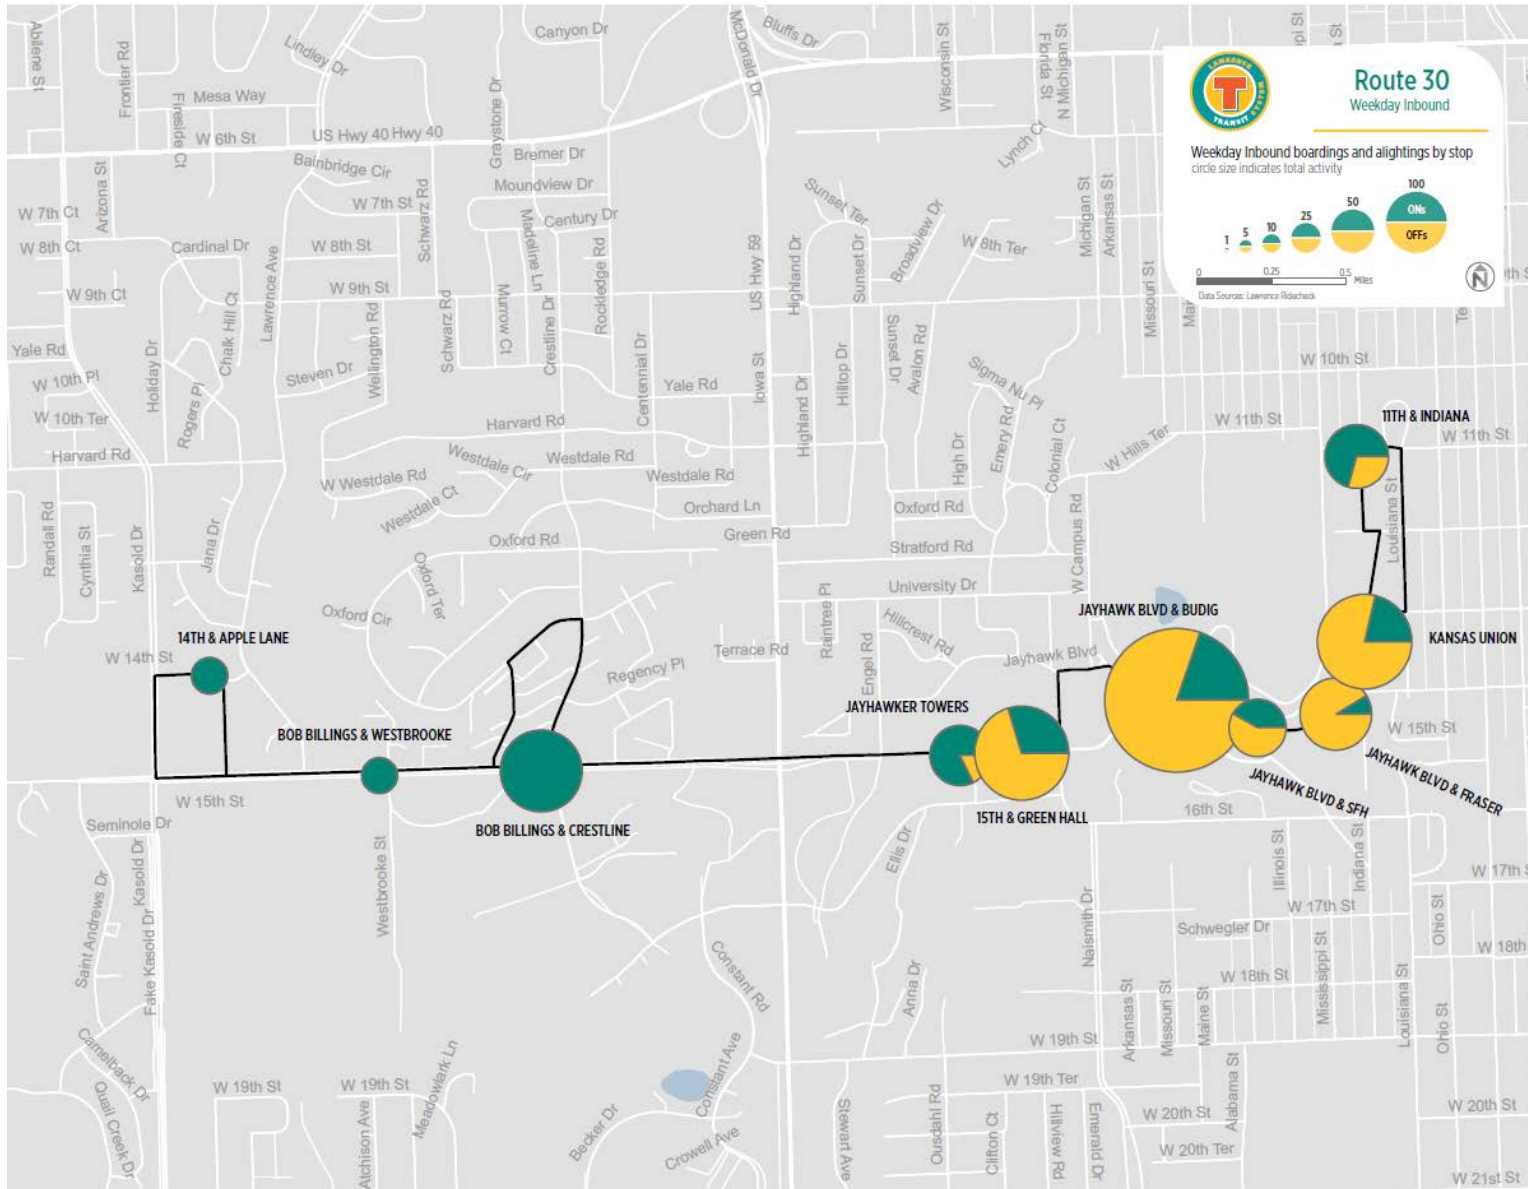 Abilene St
Frontier Rd
Lindley Dr
Canyon Dr
McDonald Dr
Bluffs Dr
Wisconsin St
Florida St
N Michigan St
Mesa Way
Fireside Ct
W 6th St
US Hwy 40 Hwy 40
Graystone Dr
Bremer Dr
Lynch Ct
Bainbridge Cir
Moundview Dr
Arizona St
W 7th Ct
W 7th St
Schwarz Rd
Madeline Ln
Century Dr
Sunset Ter
Broadview Dr
Michigan St
Arkansas St
W 8th Ct
Cardinal Dr
W 8th St
W 8th Ter
Lawrence Ave
Rockledge Rd
US Hwy 59
Highland Dr
Sunset Dr
Missouri St
W 9th Ct
W 9th St
Chalk Hill Ct
Wellington Rd
Schwarz Rd
Murrow Ct
Crestline Dr
Centennial Dr
Iowa St
Highland Dr
Hilltop Dr
Sunset Dr
Avalon Rd
Sigma Nu Pl
Yale Rd
W 10th Pl
Holiday Dr
Rogers Pl
Steven Dr
Yale Rd
W 10th St
W 10th Ter
Harvard Rd
Harvard Rd
High Dr
Emery Rd
Colonial Ct
W Hills Ter
W 11th St
W 11th St
W Westdale Rd
Westdale Cir
Westdale Rd
Westdale Rd
Westdale Ct
Orchard Ln
Green Rd
Oxford Rd
Oxford Rd
Stratford Rd
University Dr
W Campus Rd
Louisiana St
Randall Rd
Cynthia St
Kasold Dr
Jana Dr
Oxford Ter
Oxford Cir
Raintree Pl
Hillcrest Rd
Engel Rd
Jayhawk Blvd
Terrace Rd
Regency Pl
W 14th St
W 15th St
W 15th St
Seminole Dr
16th St
Kasold Dr
Saint Andrews Dr
Fake Kasold Dr
Westbrooke St
Ellis Dr
Illinois St
Indiana St
W 17th St
W 17th S
Naismith Dr
Schwegler Dr
Ohio St
W 18th
W 18th St
Mississippi St
Constant Rd
Anna Dr
Arkansas St
Missouri St
Maine St
Louisiana St
Ohio St
W 19th St
Camelback Dr
Quail Creek Dr
W 19th St
W 19th St
Atchison Ave
Meadowlark Ln
Becker Dr
Constant Ave
Crowell Ave
Stewart Ave
Ousdahl Rd
W 19th Ter
Clifton Ct
Hillview Rd
Emerald Dr
W 20th St
Alabama St
W 20th Ter
W 20th St
W 21st St
14TH & APPLE LANE
BOB BILLINGS & WESTBROOKE
BOB BILLINGS & CRESTLINE
JAYHAWKER TOWERS
15TH & GREEN HALL
JAYHAWK BLVD & BUDIG
JAYHAWK BLVD & SFH
JAYHAWK BLVD & FRASER
KANSAS UNION
11TH & INDIANA
LAWRENCE
T
TRANSIT
SYSTEM
Route 30
Weekday Inbound
Weekday Inbound boardings and alightings by stop
circle size indicates total activity
1 5 10 25 50 100
ONs
OFFs
0 0.25 0.5
Miles
Data Sources: Lawrence Ridecheck
N